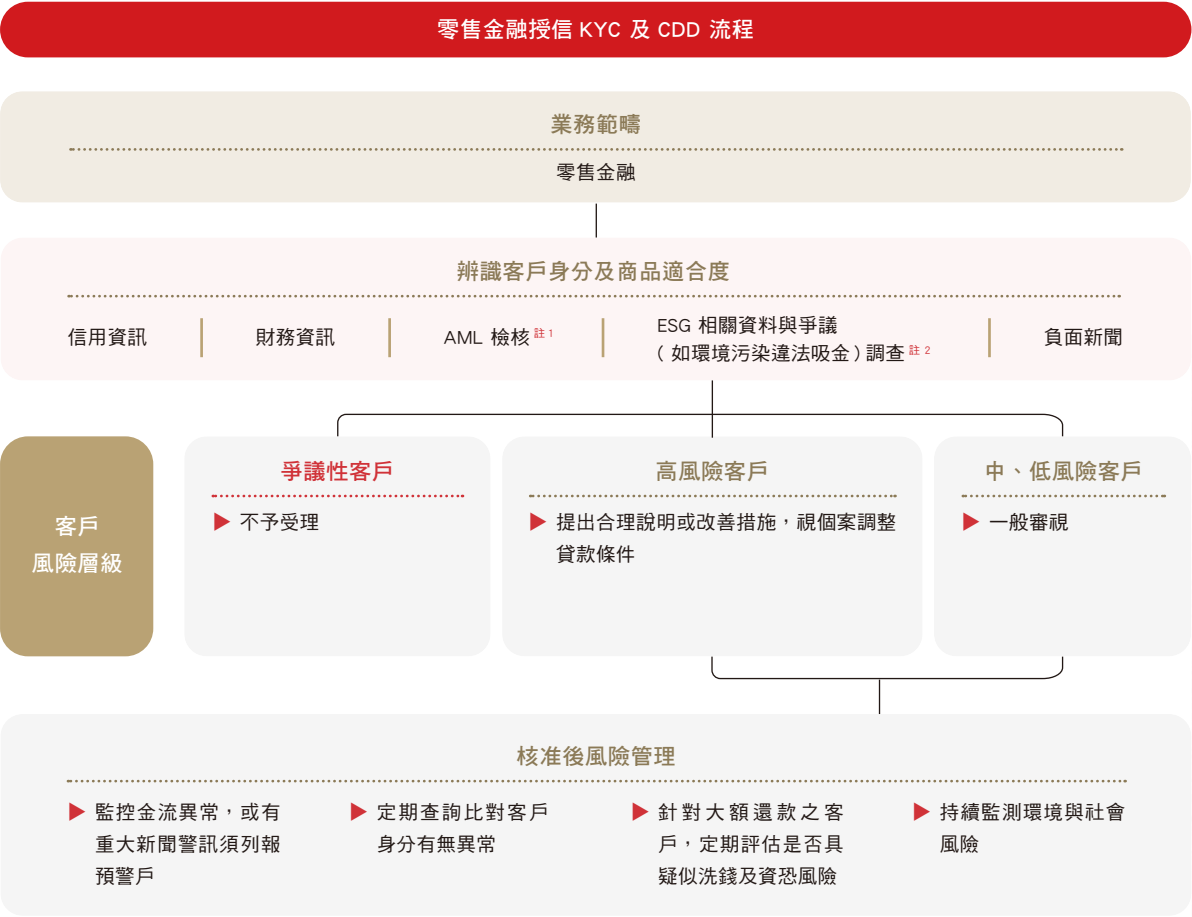 零售金融授信 KYC 及 CDD 流程
業務範疇
零售金融
辨識客戶身分及商品適合度
信用資訊
財務資訊
AML 檢核 註 1
ESG 相關資料與爭議
( 如環境污染違法吸金 ) 調查 註 2
負面新聞
客戶
風險層級
爭議性客戶
▶ 不予受理
高風險客戶
▶ 提出合理說明或改善措施，視個案調整
貸款條件
中、低風險客戶
▶ 一般審視
核准後風險管理
▶ 監控金流異常，或有
重大新聞警訊須列報
預警戶
▶ 定期查詢比對客戶
身分有無異常
▶ 針對大額還款之客
戶，定期評估是否具
疑似洗錢及資恐風險
▶ 持續監測環境與社會
風險